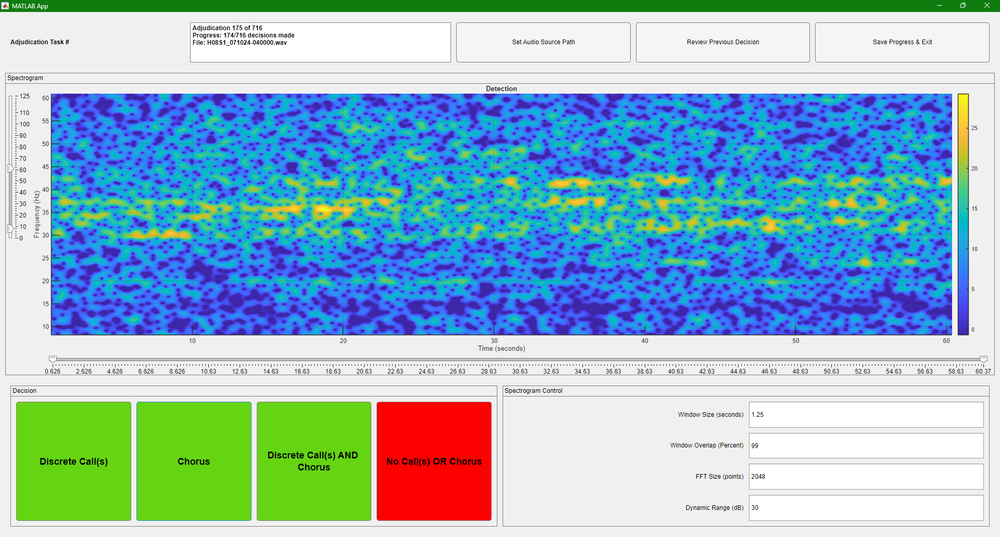 MATLAB App
Adjudication Task #
Adjudication 175 of 716
Progress: 174/716 decisions made
File: H08S1_071024-040000.wav
Set Audio Source Path
Review Previous Decision
Save Progress & Exit
Spectrogram
Detection
125
110
100
90
80
70
60
50
40
30
20
10
0
Frequency (Hz)
60
55
50
45
40
35
30
25
20
15
10
25
20
15
10
5
0
10 20 30 40 50 60
Time (seconds)
0.626 2.626 4.626 6.626 8.626 10.63 12.63 14.63 16.63 18.63 20.63 22.63 24.63 26.63 28.63 30.63 32.63 34.63 36.63 38.63 40.63 42.63 44.63 46.63 48.63 50.63 52.63 54.63 56.63 58.63 60.37
Decision
Discrete Call(s)
Chorus
Discrete Call(s) AND
Chorus
No Call(s) OR Chorus
Spectrogram Control
Window Size (seconds) 1.25
Window Overlap (Percent) 99
FFT Size (points) 2048
Dynamic Range (dB) 30